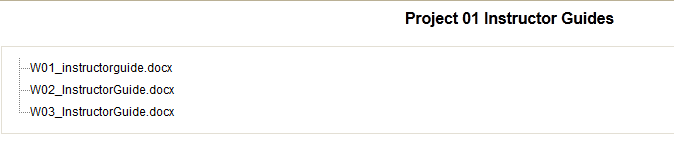 Project 01 Instructor Guides
W01_instructorguide.docx
W02_InstructorGuide.docx
W03_InstructorGuide.docx